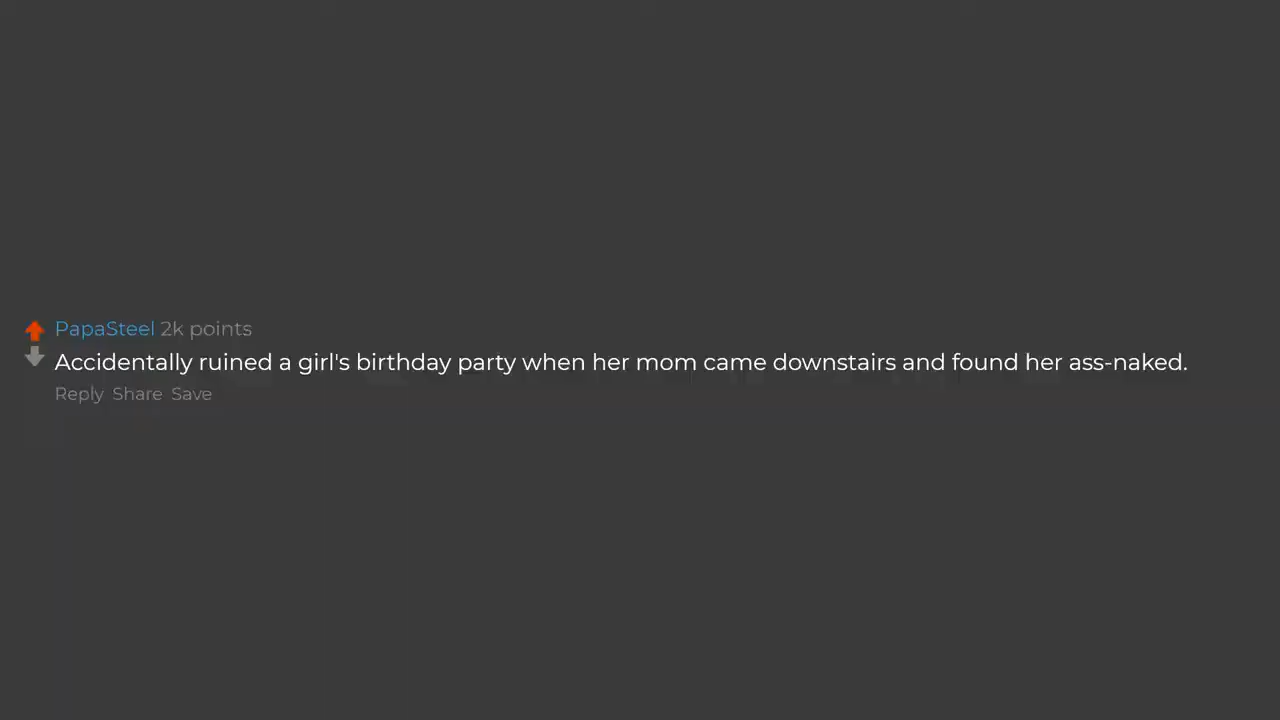 PapaSteel 2k points
Accidentally ruined a girl's birthday party when her mom came downstairs and found her ass-naked.
Reply Share Save